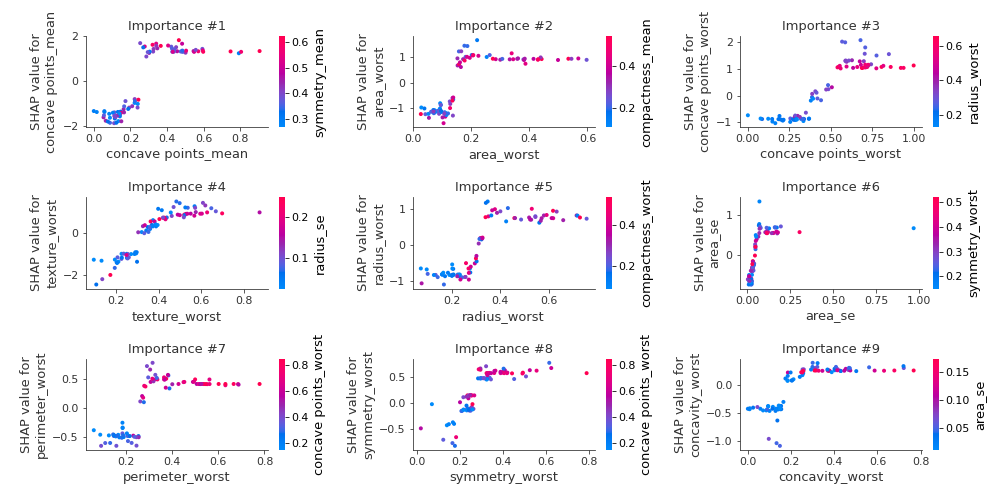 Importance #1
SHAP value for
concave points_mean
2
0
−2
0.0 0.2 0.4 0.6 0.8
concave points_mean
0.6
0.5
0.4
0.3
symmetry_mean
Importance #2
SHAP value for
area_worst
1
0
−1
0.0 0.2 0.4 0.6
area_worst
0.4
0.2
compactness_mean
Importance #3
SHAP value for
concave points_worst
2
1
0
−1
0.00 0.25 0.50 0.75 1.00
concave points_worst
0.6
0.4
0.2
radius_worst
Importance #4
SHAP value for
texture_worst
0
−2
0.2 0.4 0.6 0.8
texture_worst
0.2
0.1
radius_se
Importance #5
SHAP value for
radius_worst
1
0
−1
0.2 0.4 0.6
radius_worst
0.4
0.2
compactness_worst
Importance #6
SHAP value for
area_se
1
0
0.00 0.25 0.50 0.75 1.00
area_se
0.5
0.4
0.3
0.2
symmetry_worst
Importance #7
SHAP value for
perimeter_worst
0.5
0.0
−0.5
0.2 0.4 0.6 0.8
perimeter_worst
0.8
0.6
0.4
0.2
concave points_worst
Importance #8
SHAP value for
symmetry_worst
0.5
0.0
−0.5
0.0 0.2 0.4 0.6 0.8
symmetry_worst
0.8
0.6
0.4
0.2
concave points_worst
Importance #9
SHAP value for
concavity_worst
0.0
−0.5
−1.0
0.0 0.2 0.4 0.6 0.8
concavity_worst
0.15
0.10
0.05
area_se